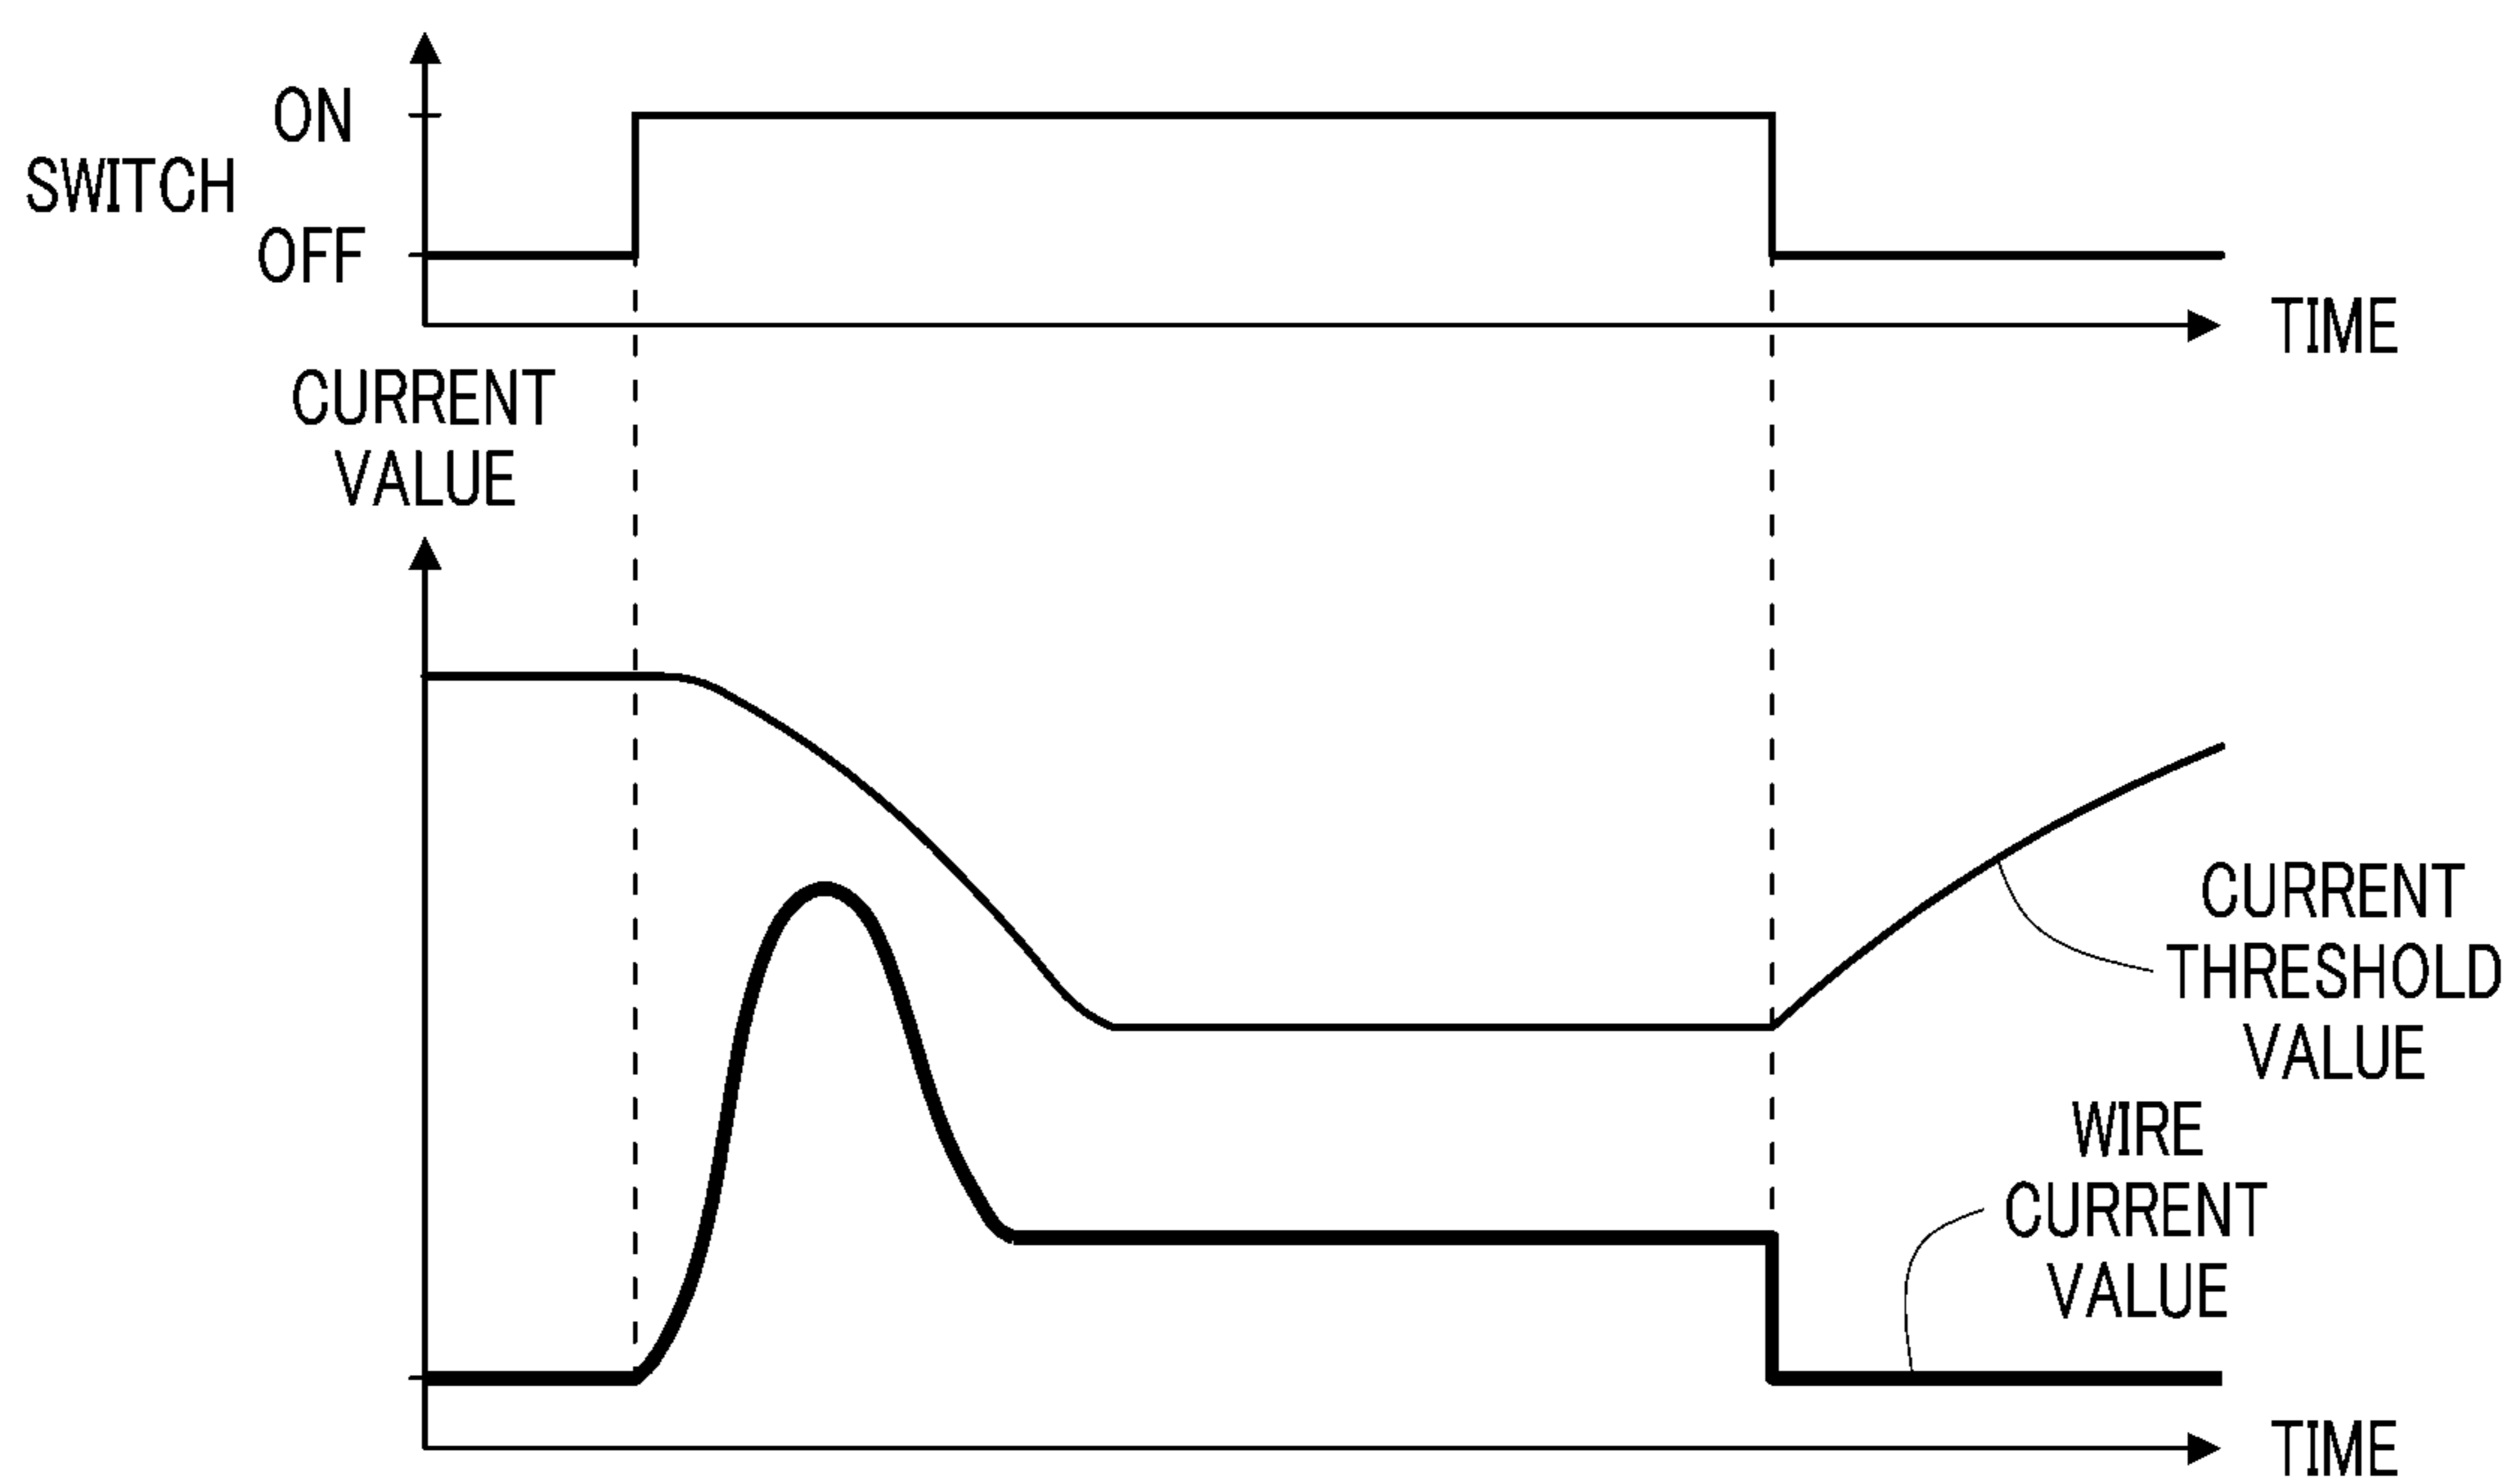 ON
SWITCH
OFF
TIME
CURRENT
VALUE
CURRENT
THRESHOLD
VALUE
WIRE
CURRENT
VALUE
TIME